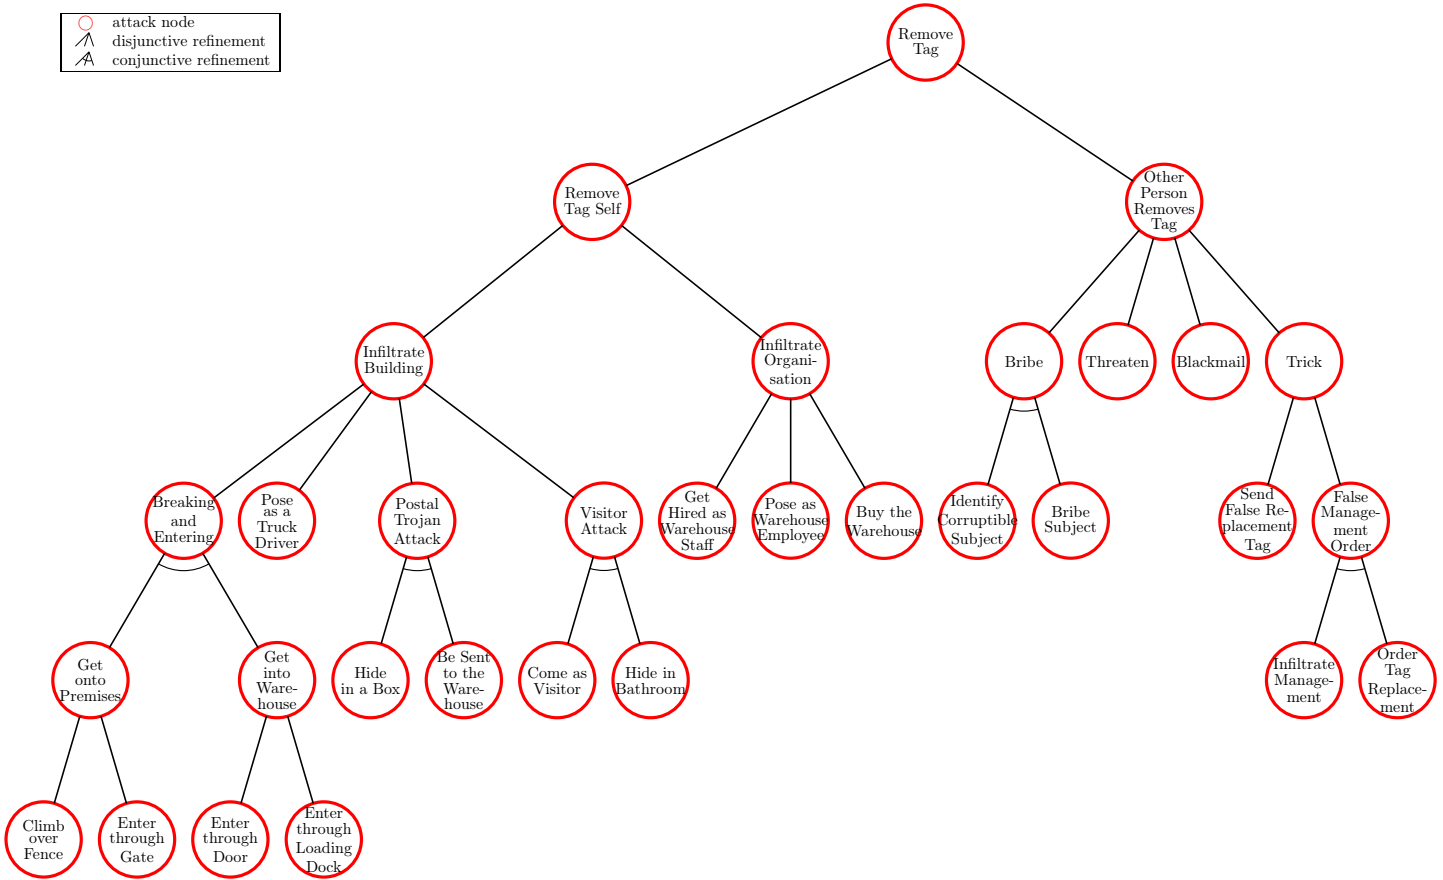 attack node
disjunctive refinement
conjunctive refinement
Remove
Tag
Remove
Tag Self
Other
Person
Removes
Tag
Infiltrate
Building
Infiltrate
Organi-
sation
Bribe
Threaten
Blackmail
Trick
Breaking
and
Entering
Pose
as a
Truck
Driver
Postal
Trojan
Attack
Visitor
Attack
Get
Hired as
Warehouse
Staff
Pose as
Warehouse
Employee
Buy the
Warehouse
Identify
Corruptible
Subject
Bribe
Subject
Send
False Re-
placement
Tag
False
Manage-
ment
Order
Get
onto
Premises
Get
into
Ware-
house
Hide
in a Box
Be Sent
to the
Ware-
house
Come as
Visitor
Hide in
Bathroom
Infiltrate
Manage-
ment
Order
Tag
Replace-
ment
Climb
over
Fence
Enter
through
Gate
Enter
through
Door
Enter
through
Loading
Dock